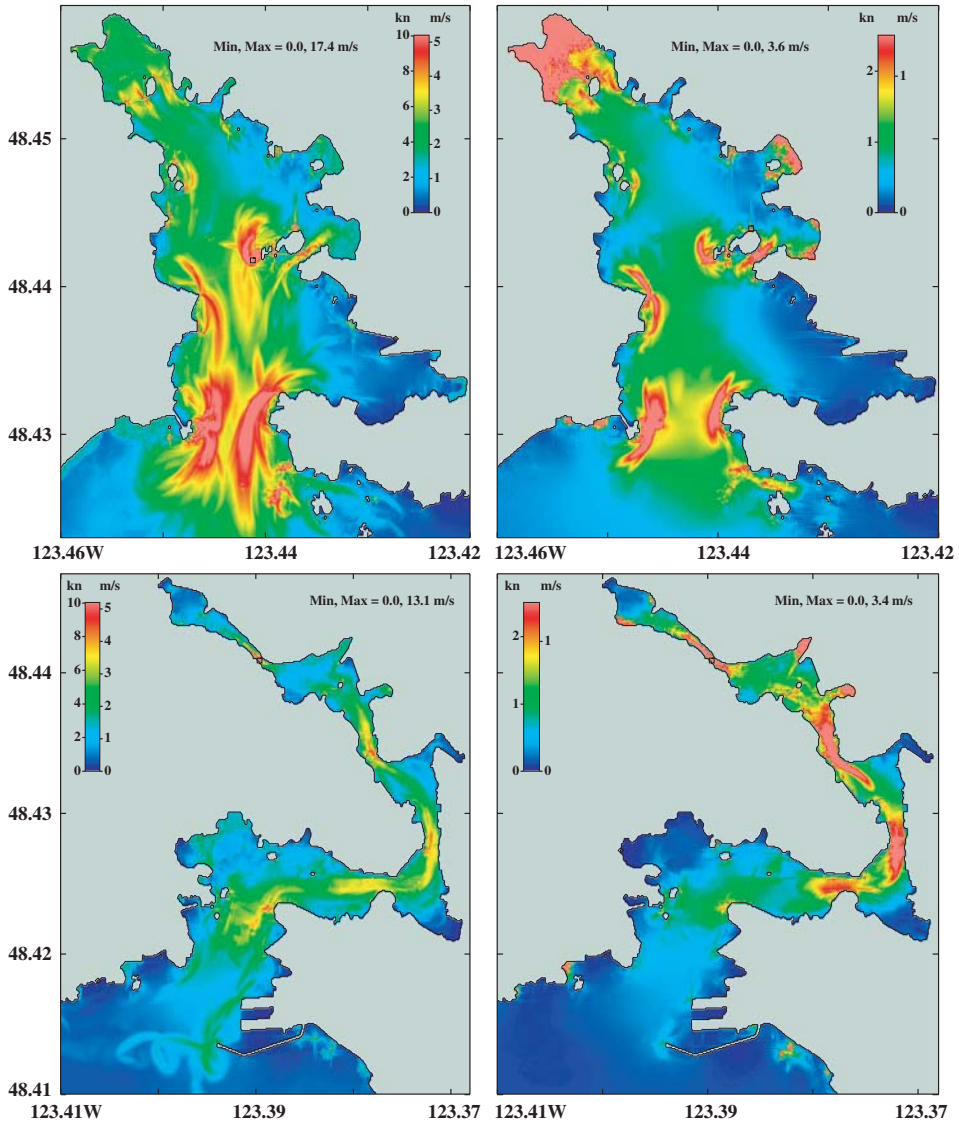 kn m/s
10 5
8 4
6 3
4 2
2 1
0 0
Min, Max = 0.0, 17.4 m/s
kn m/s
2
1
1
0 0
Min, Max = 0.0, 3.6 m/s
48.45
48.44
48.43
123.46W 123.44 123.42
123.46W 123.44 123.42
kn m/s
10 5
8 4
6 3
4 2
2 1
0 0
Min, Max = 0.0, 13.1 m/s
kn m/s
2
1
1
0 0
Min, Max = 0.0, 3.4 m/s
48.44
48.43
48.42
48.41
123.41W 123.39 123.37
123.41W 123.39 123.37